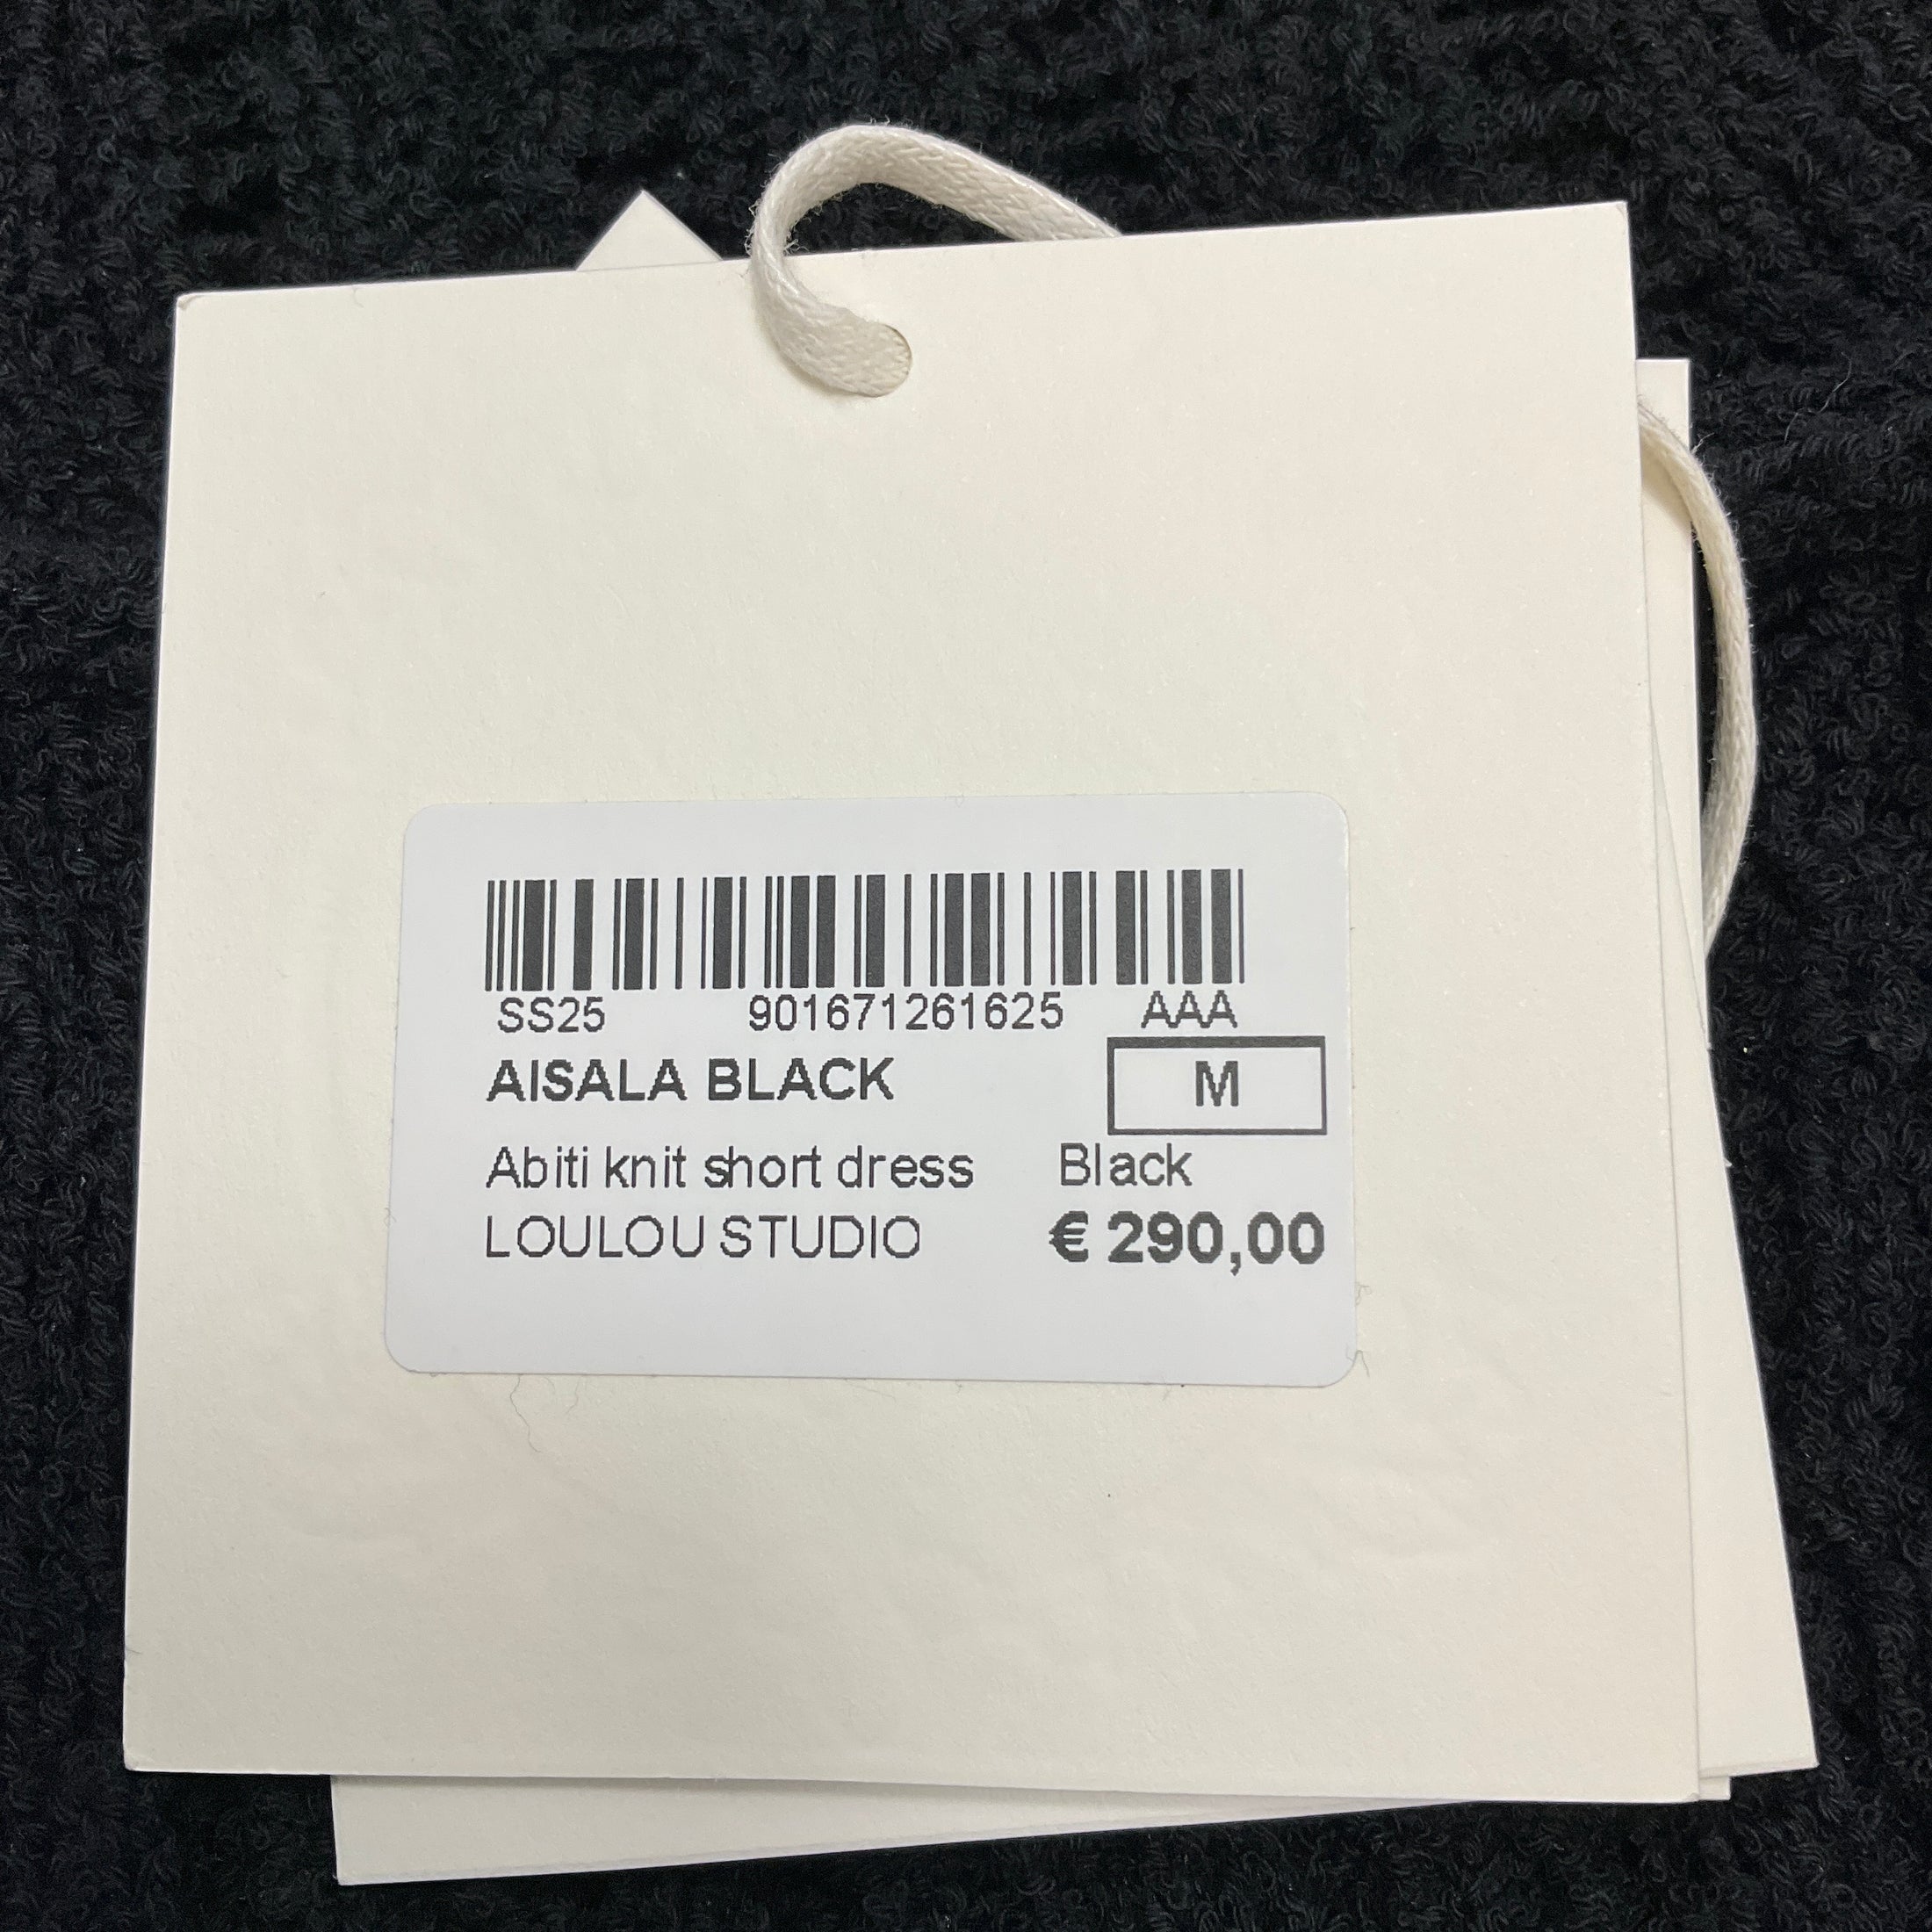 SS25 901671261625 AAA
AISALA BLACK M
Abiti knit short dress Black
LOULOU STUDIO € 290,00